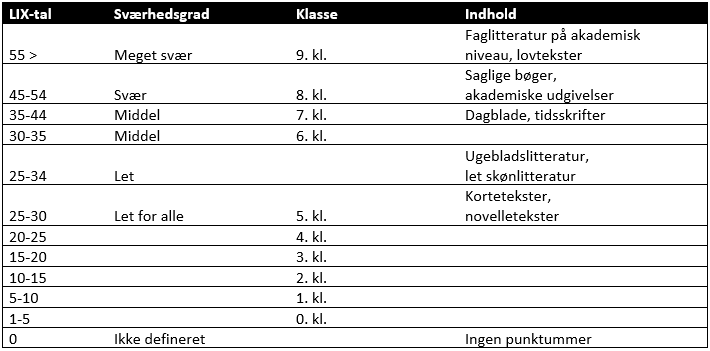 LIX-tal Sværhedsgrad Klasse Indhold
Faglitteratur på akademisk
55 > Meget svær 9. kl. niveau, lovtekster
Saglige bøger,
45-54 Svær 8. kl. akademiske udgivelser
35-44 Middel 7. kl. Dagblade, tidsskrifter
30-35 Middel 6. kl.
Ugebladslitteratur,
25-34 Let let skønlitteratur
Kortetekster,
25-30 Let for alle 5. kl. novelletekster
20-25 4. kl.
15-20 3. kl.
10-15 2. kl.
5-10 1. kl.
1-5 0. kl.
0 Ikke defineret Ingen punktummer